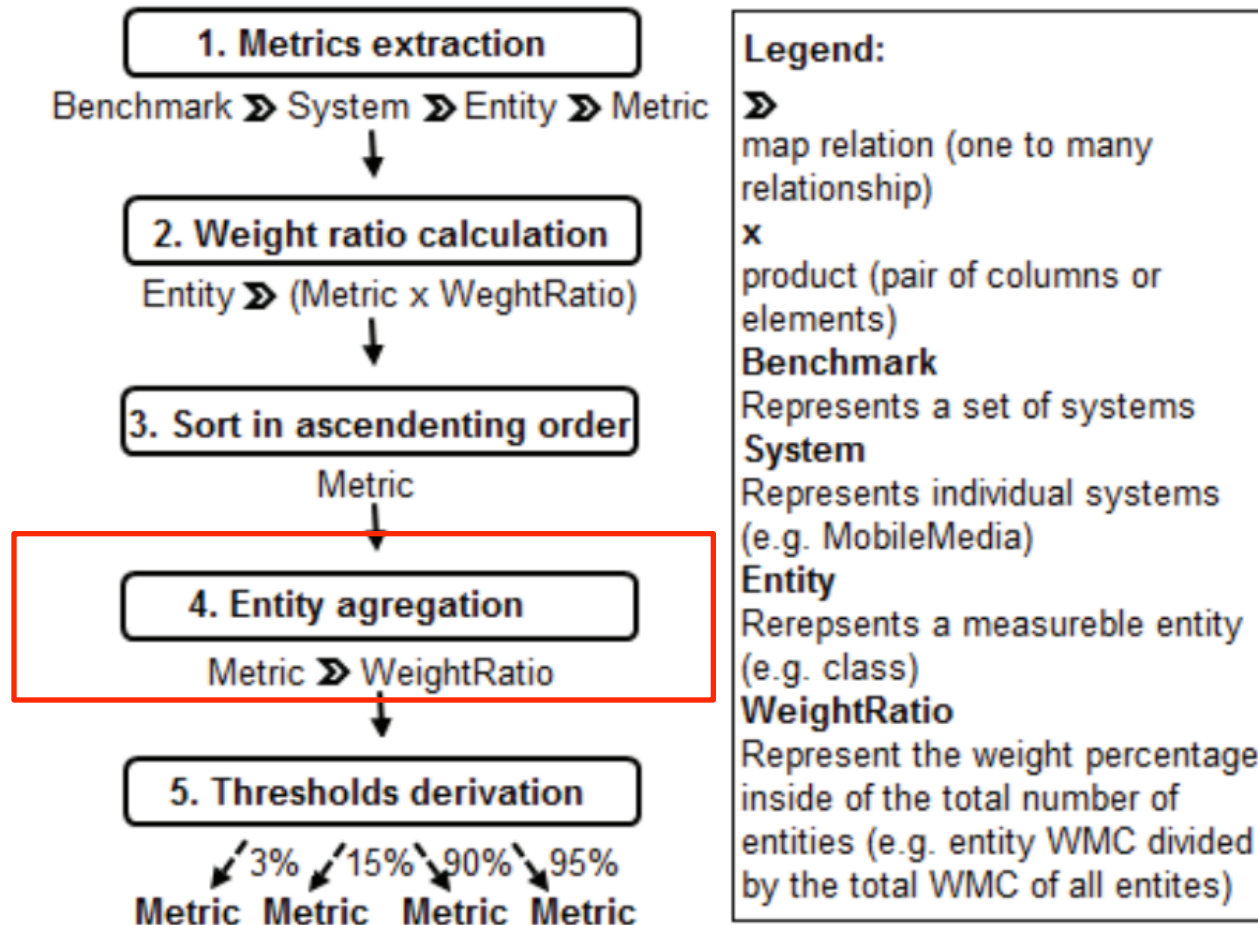 1. Metrics extraction
Benchmark ⋙ System ⋙ Entity ⋙ Metric
2. Weight ratio calculation
Entity ⋙ (Metric x WeghtRatio)
3. Sort in ascendenting order
Metric
4. Entity agregation
Metric ⋙ WeightRatio
5. Thresholds derivation
3% 15% 90% 95%
Metric Metric Metric Metric
Legend:
⋙
map relation (one to many
relationship)
x
product (pair of columns or
elements)
Benchmark
Represents a set of systems
System
Represents individual systems
(e.g. MobileMedia)
Entity
Rerepsents a measureble entity
(e.g. class)
WeightRatio
Represent the weight percentage
inside of the total number of
entities (e.g. entity WMC divided
by the total WMC of all entites)